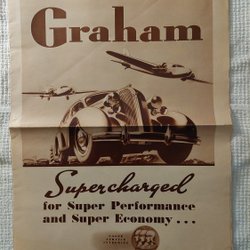 Graham
Supercharged
for Super Performance
and Super Economy...